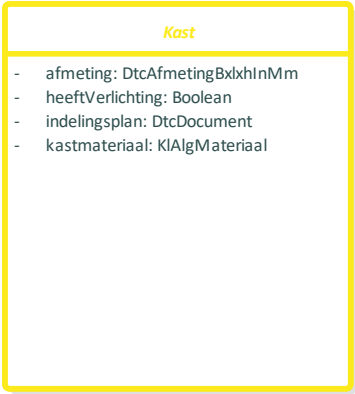 Kast
- afmeting: DtcAfmetingBxlxhInMm
- heeftVerlichting: Boolean
- indelingsplan: DtcDocument
- kastmateriaal: KlAlgMateriaal